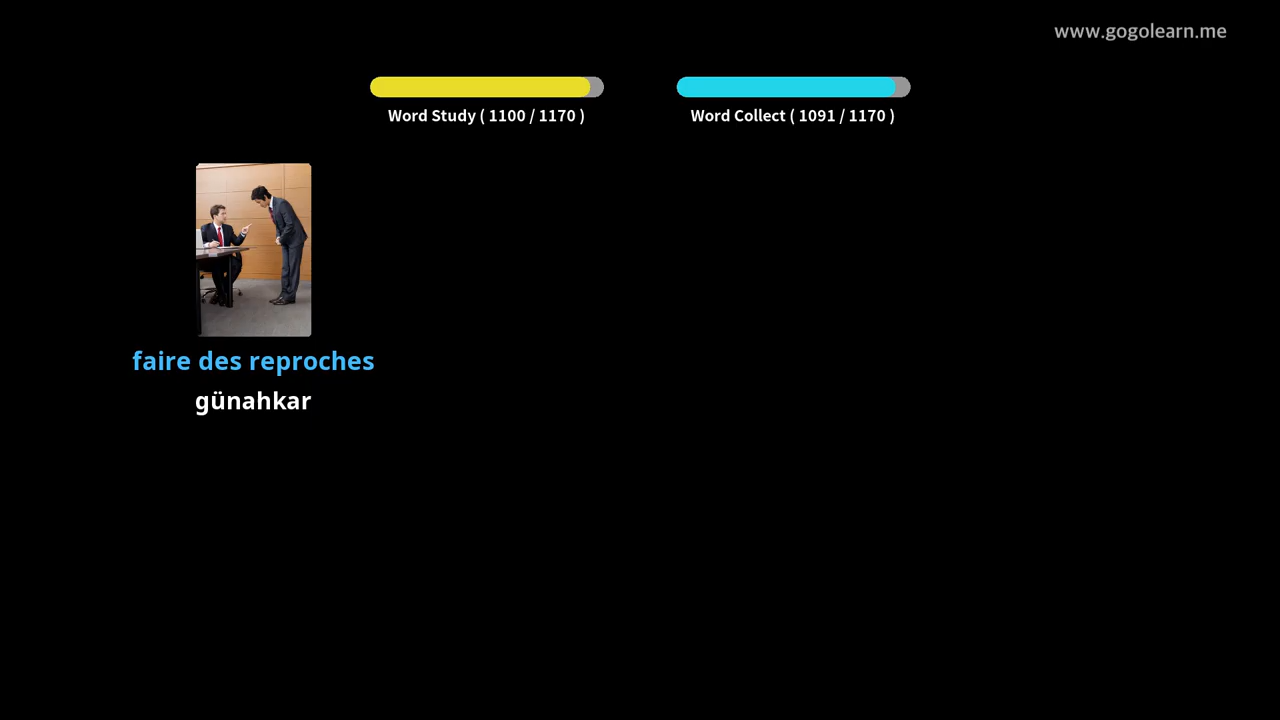 www.gogolearn.me
Word Study ( 1100 / 1170 )
Word Collect ( 1091 / 1170 )
faire des reproches
günahkar